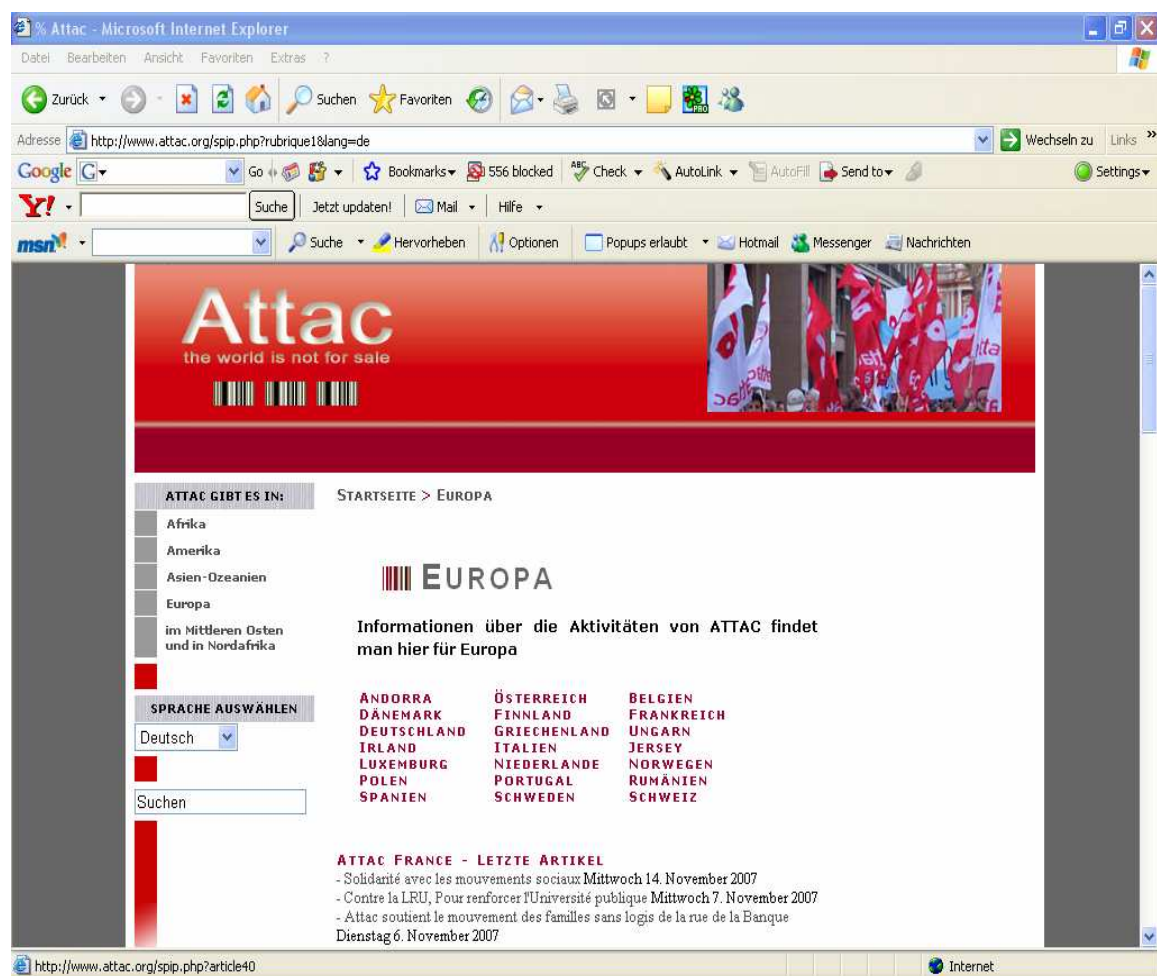 % Attac - Microsoft Internet Explorer
Datei Bearbeiten Ansicht Favoriten Extras ?
Zurück Suchen Favoriten PRO
Adresse http://www.attac.org/spip.php?rubrique1&lang=de Wechseln zu Links »
Google G Go Bookmarks 556 blocked ABC Check AutoLink AutoFill Send to Settings
Y! Suche Jetzt updaten! Mail Hilfe
msn Suche Hervorheben Optionen Popups erlaubt Hotmail Messenger Nachrichten
Attac
the world is not for sale
ATTAC GIBT ES IN:
Afrika
Amerika
Asien-Ozeanien
Europa
im Mittleren Osten
und in Nordafrika
SPRACHE AUSWÄHLEN
Deutsch
Suchen
STARTSEITE > EUROPA
EUROPA
Informationen über die Aktivitäten von ATTAC findet
man hier für Europa
ANDORRA ÖSTERREICH BELGIEN
DÄNEMARK FINNLAND FRANKREICH
DEUTSCHLAND GRIECHENLAND UNGARN
IRLAND ITALIEN JERSEY
LUXEMBURG NIEDERLANDE NORWEGEN
POLEN PORTUGAL RUMÄNIEN
SPANIEN SCHWEDEN SCHWEIZ
ATTAC FRANCE - LETZTE ARTIKEL
- Solidarité avec les mouvements sociaux Mittwoch 14. November 2007
- Contre la LRU, Pour renforcer l'Université publique Mittwoch 7. November 2007
- Attac soutient le mouvement des familles sans logis de la rue de la Banque
Dienstag 6. November 2007
http://www.attac.org/spip.php?article40 Internet